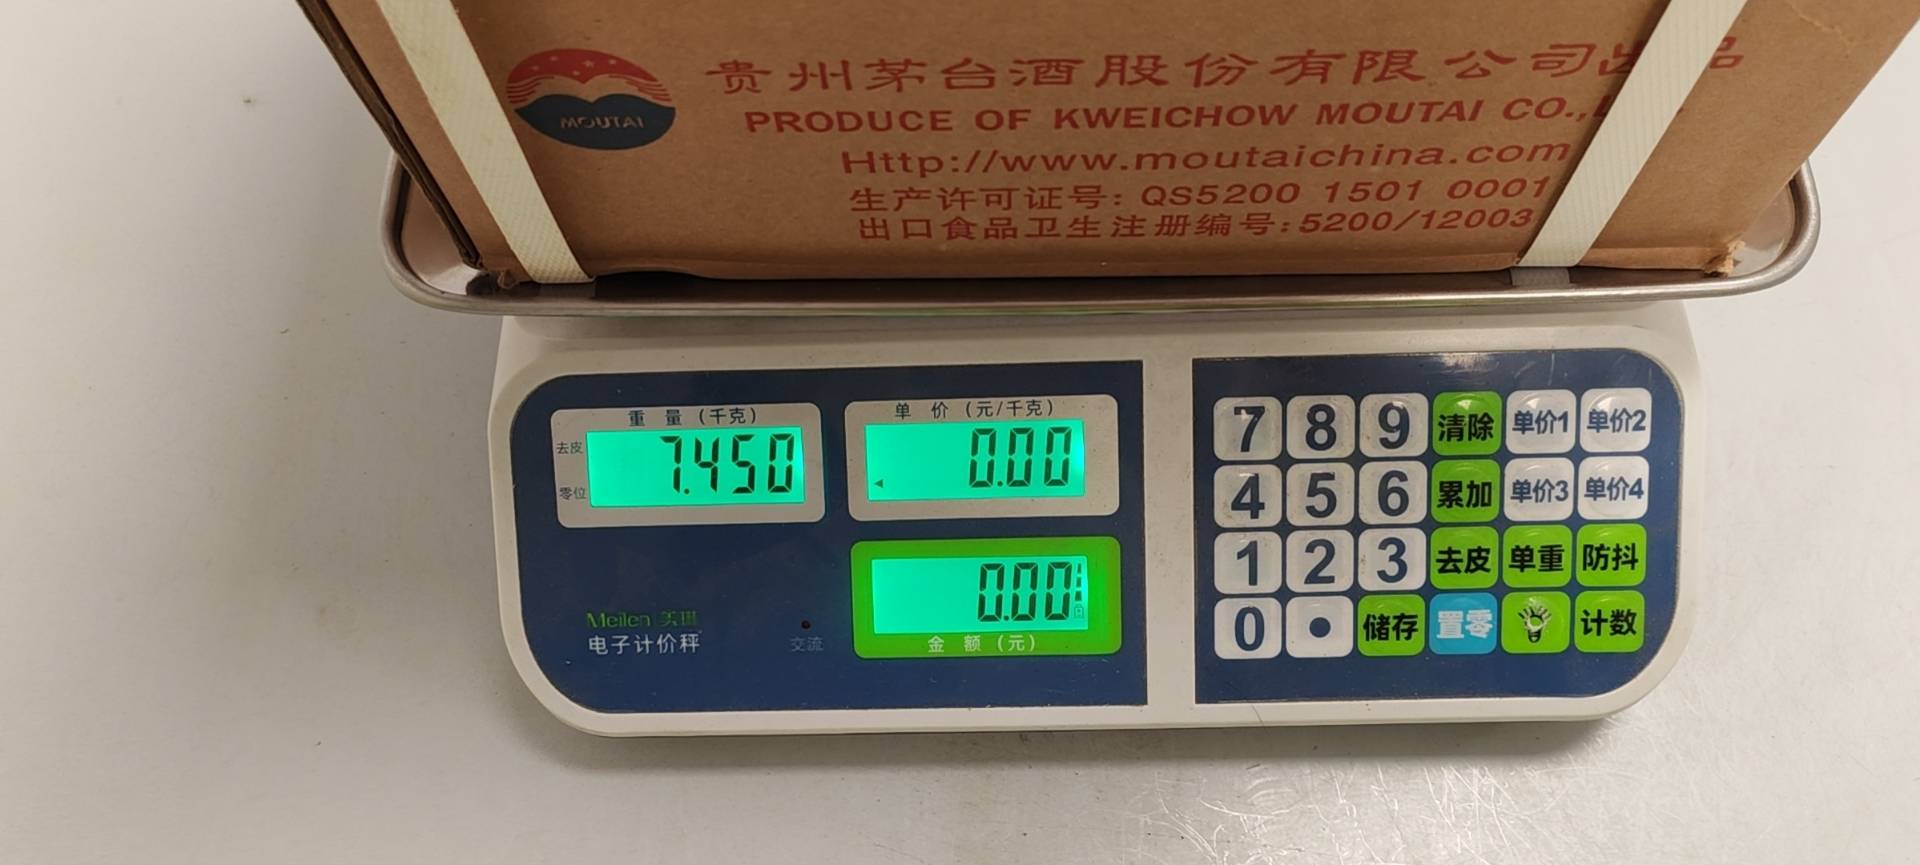 MOUTAI
贵州茅台酒股份有限公司出品
PRODUCE OF KWEICHOW MOUTAI CO.,
Http://www.moutaichina.com
生产许可证号: QS5200 1501 0001
出口食品卫生注册编号:5200/12003
重 量 (千克)
去皮
零位
7.450
单 价 (元/千克)
0.00
0.00
金 额 (元)
Meilen 美琳
电子计价秤
交流
7 8 9 清除 单价1 单价2
4 5 6 累加 单价3 单价4
1 2 3 去皮 单重 防抖
0 • 储存 置零 计数